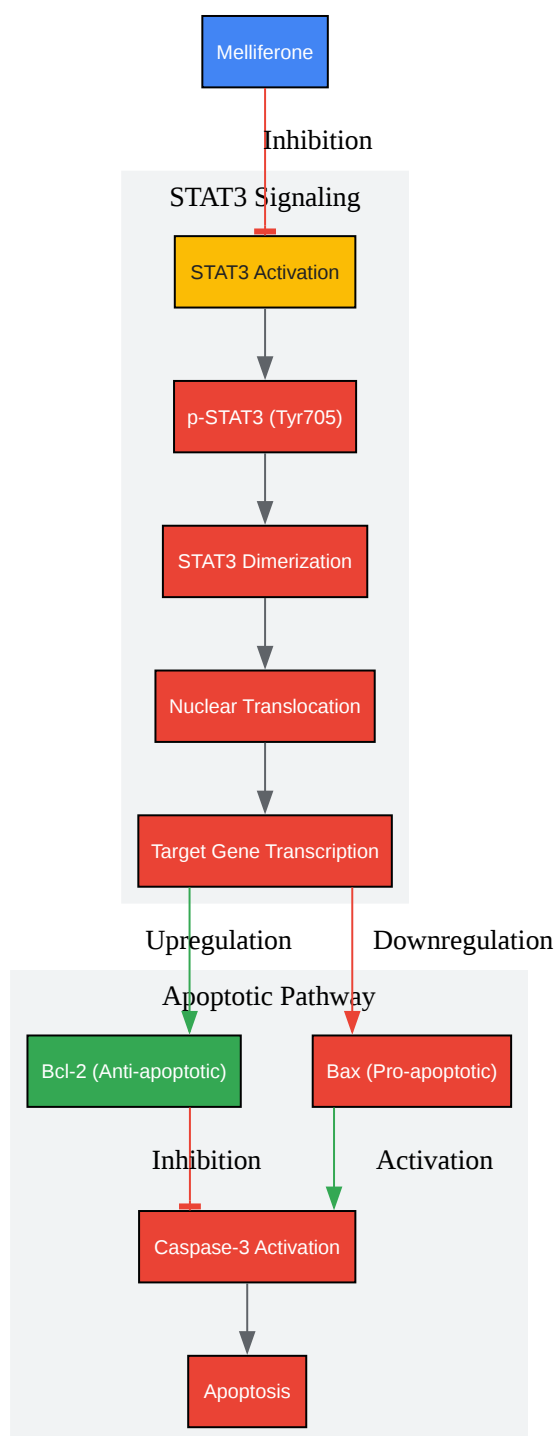 Melliferone
Inhibition
STAT3 Signaling
STAT3 Activation
p-STAT3 (Tyr705)
STAT3 Dimerization
Nuclear Translocation
Target Gene Transcription
Upregulation
Downregulation
Apoptotic Pathway
Bcl-2 (Anti-apoptotic)
Bax (Pro-apoptotic)
Inhibition
Activation
Caspase-3 Activation
Apoptosis